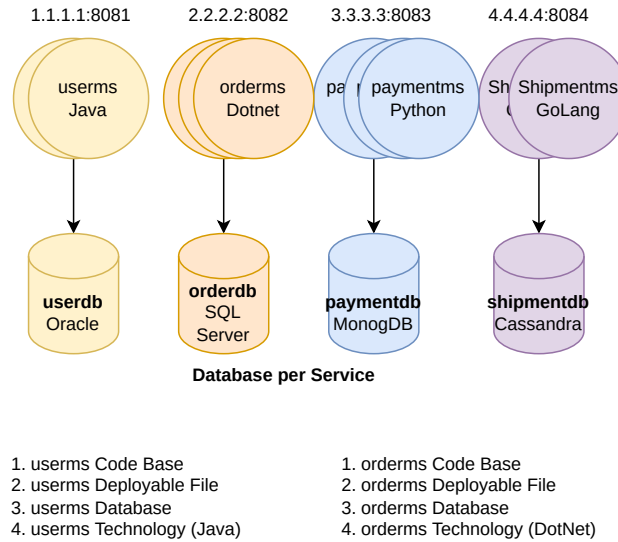 1.1.1.1:8081
2.2.2.2:8082
3.3.3.3:8083
4.4.4.4:8084
userms
Java
orderms
Dotnet
paymentms
Python
Shipmentms
GoLang
userdb
Oracle
orderdb
SQL
Server
paymentdb
MonogDB
shipmentdb
Cassandra
Database per Service
1. userms Code Base
2. userms Deployable File
3. userms Database
4. userms Technology (Java)
1. orderms Code Base
2. orderms Deployable File
3. orderms Database
4. orderms Technology (DotNet)